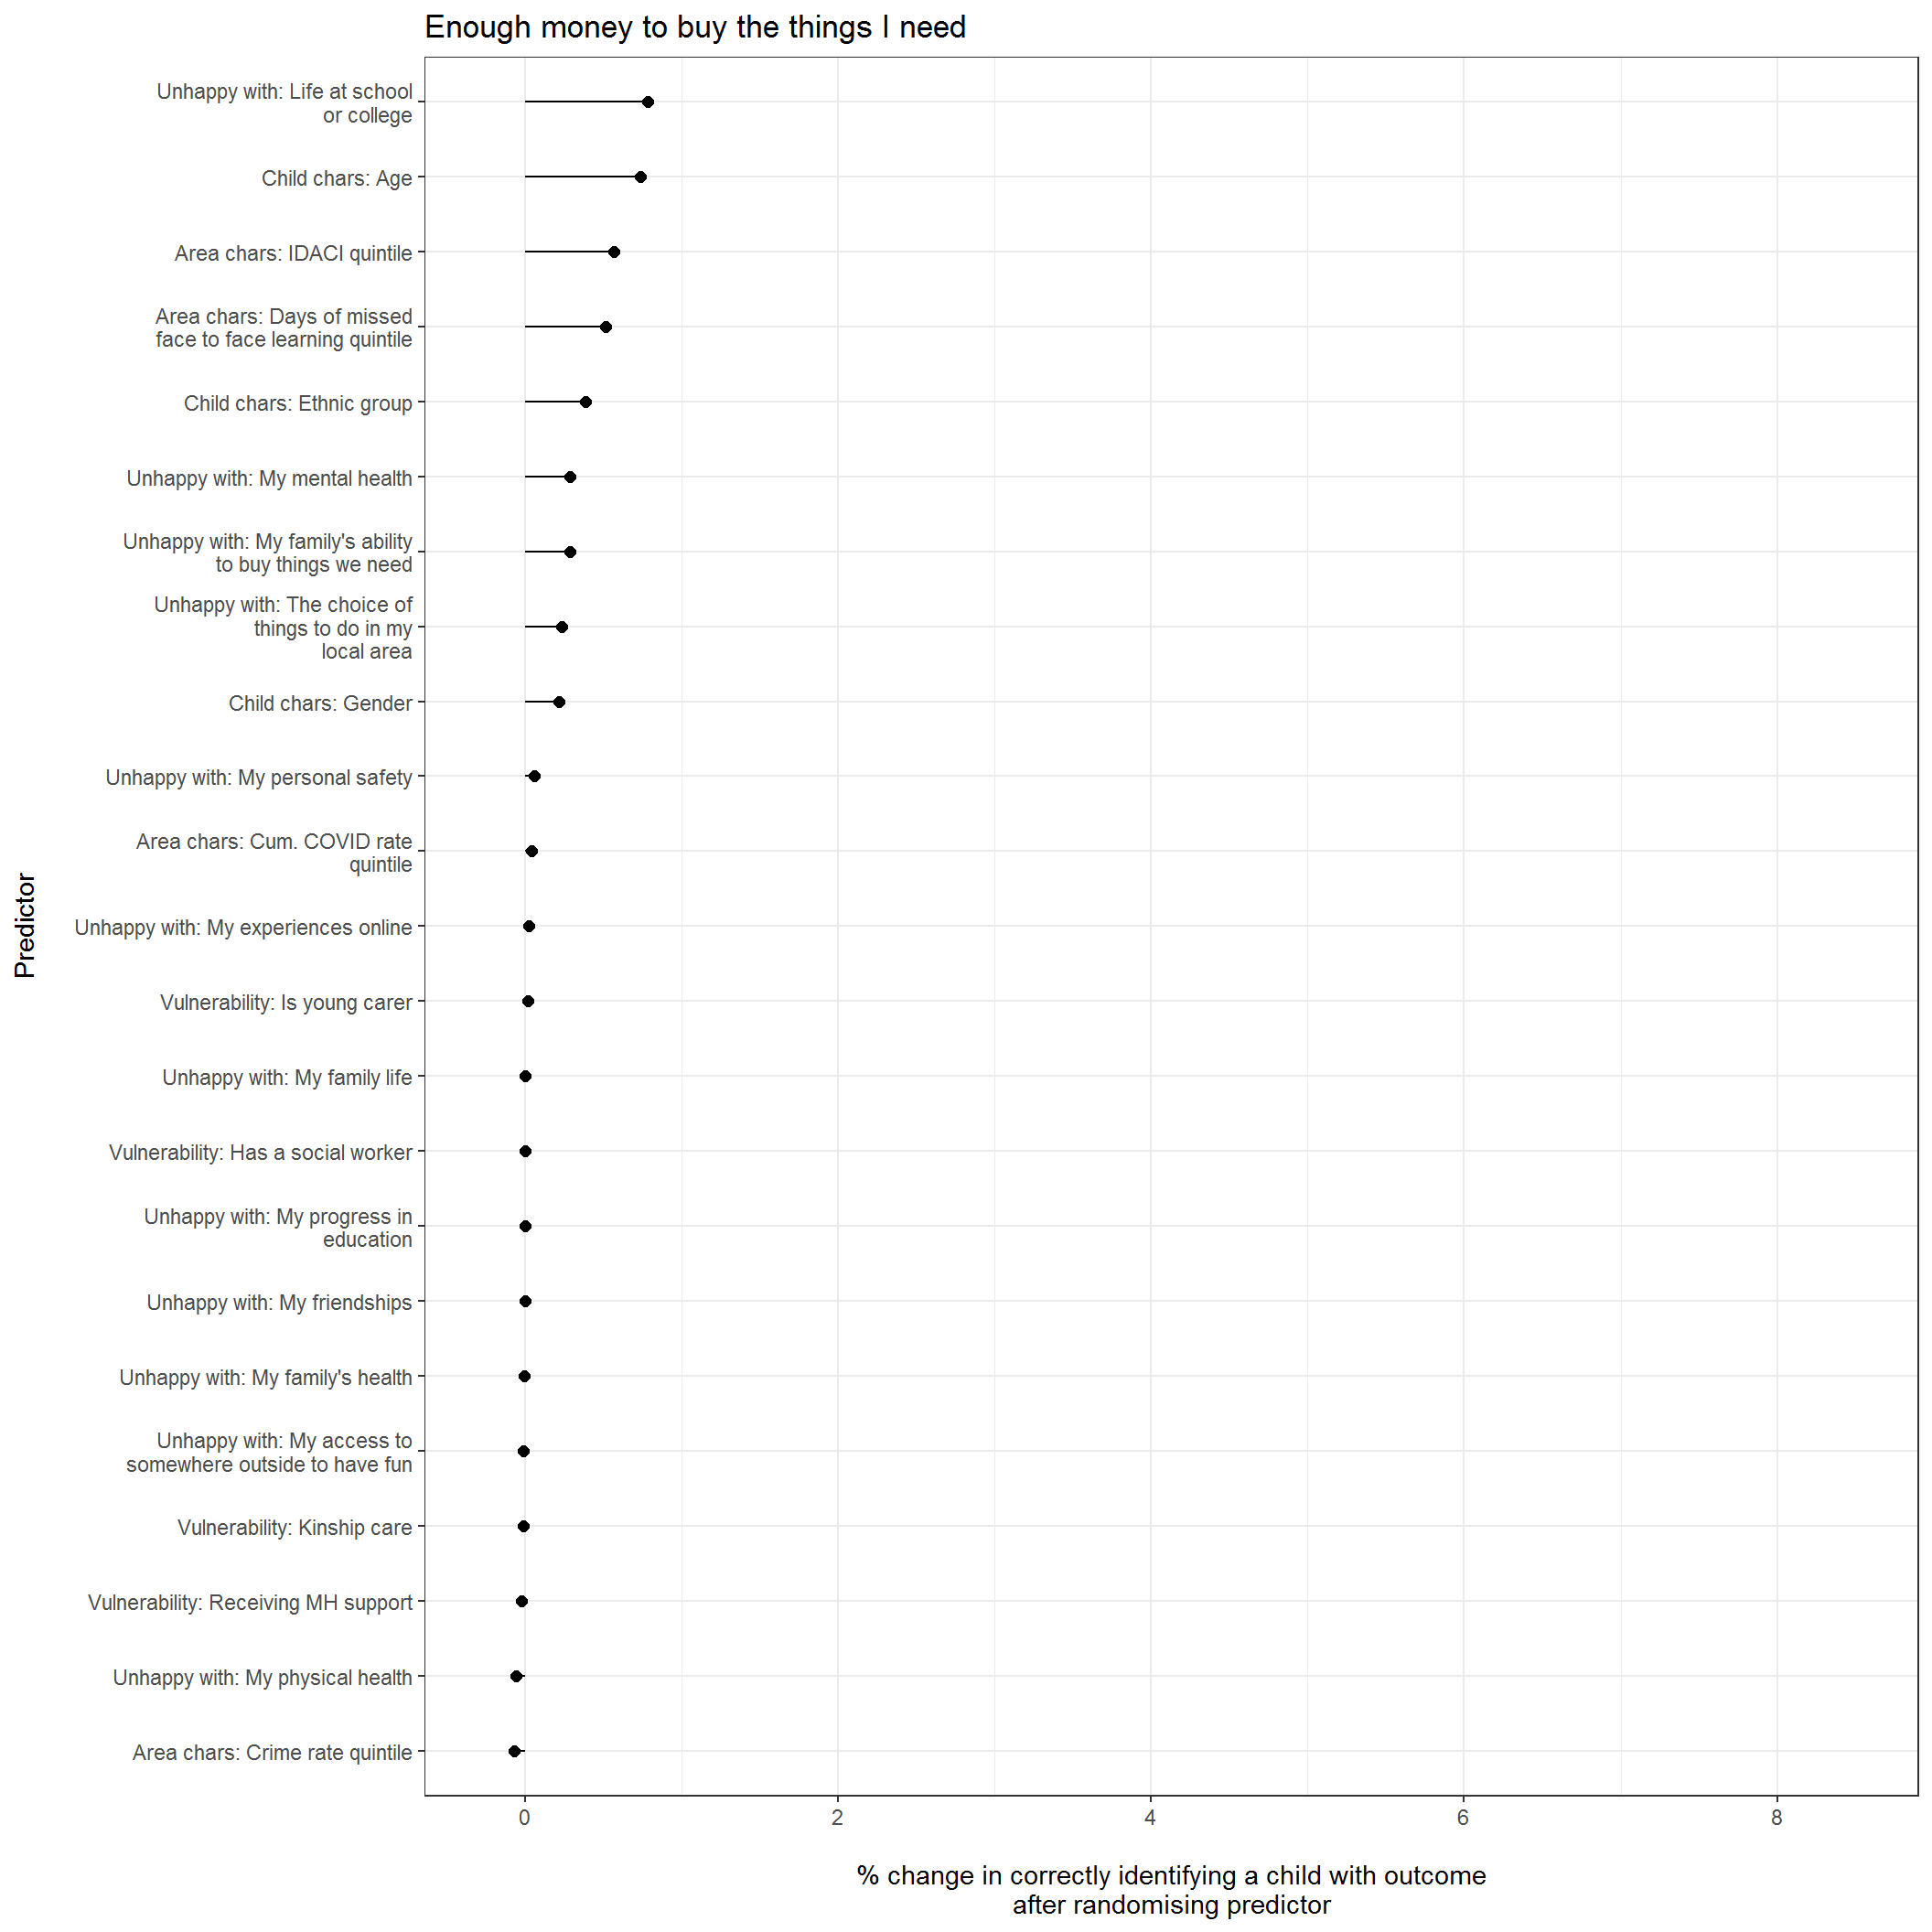 Enough money to buy the things I need
Unhappy with: Life at school
or college
Child chars: Age
Area chars: IDACI quintile
Area chars: Days of missed
face to face learning quintile
Child chars: Ethnic group
Unhappy with: My mental health
Unhappy with: My family's ability
to buy things we need
Unhappy with: The choice of
things to do in my
local area
Child chars: Gender
Unhappy with: My personal safety
Area chars: Cum. COVID rate
quintile
Unhappy with: My experiences online
Vulnerability: Is young carer
Unhappy with: My family life
Vulnerability: Has a social worker
Unhappy with: My progress in
education
Unhappy with: My friendships
Unhappy with: My family's health
Unhappy with: My access to
somewhere outside to have fun
Vulnerability: Kinship care
Vulnerability: Receiving MH support
Unhappy with: My physical health
Area chars: Crime rate quintile
Predictor
0 2 4 6 8
% change in correctly identifying a child with outcome
after randomising predictor